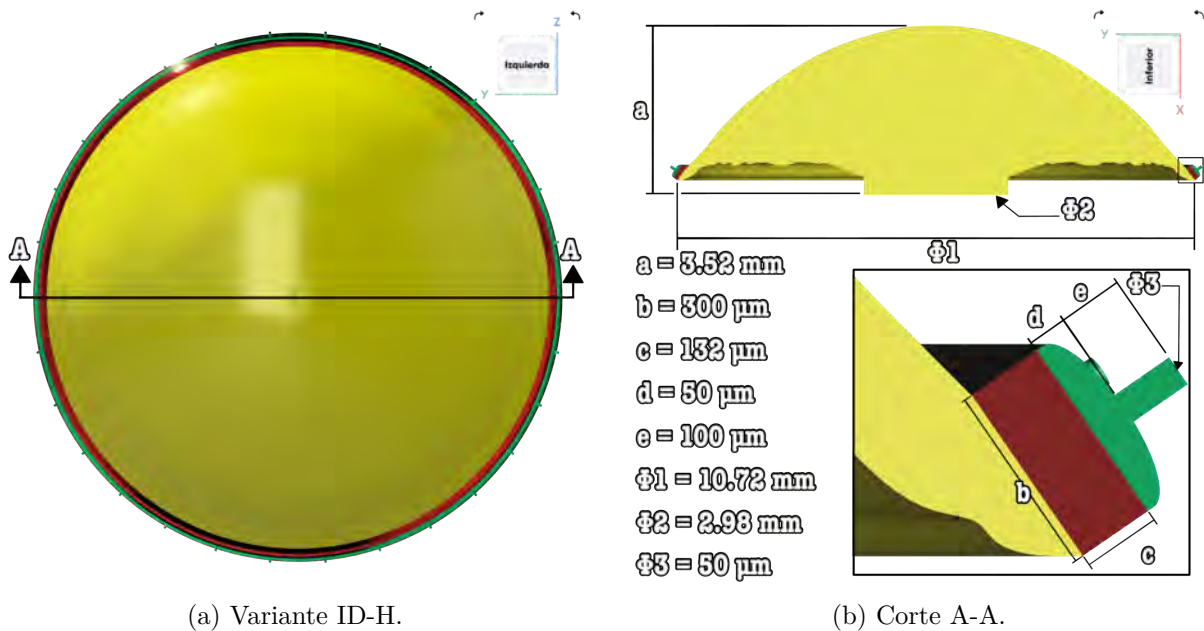 Z
Izquierdo
Y
A
A
(a) Variante ID-H.
a
Y
Inferior
X
Φ2
Φ1
a = 3.52 mm
b = 300 μm
c = 132 μm
d = 50 μm
e = 100 μm
Φ1 = 10.72 mm
Φ2 = 2.98 mm
Φ3 = 50 μm
e
Φ3
d
b
c
(b) Corte A-A.